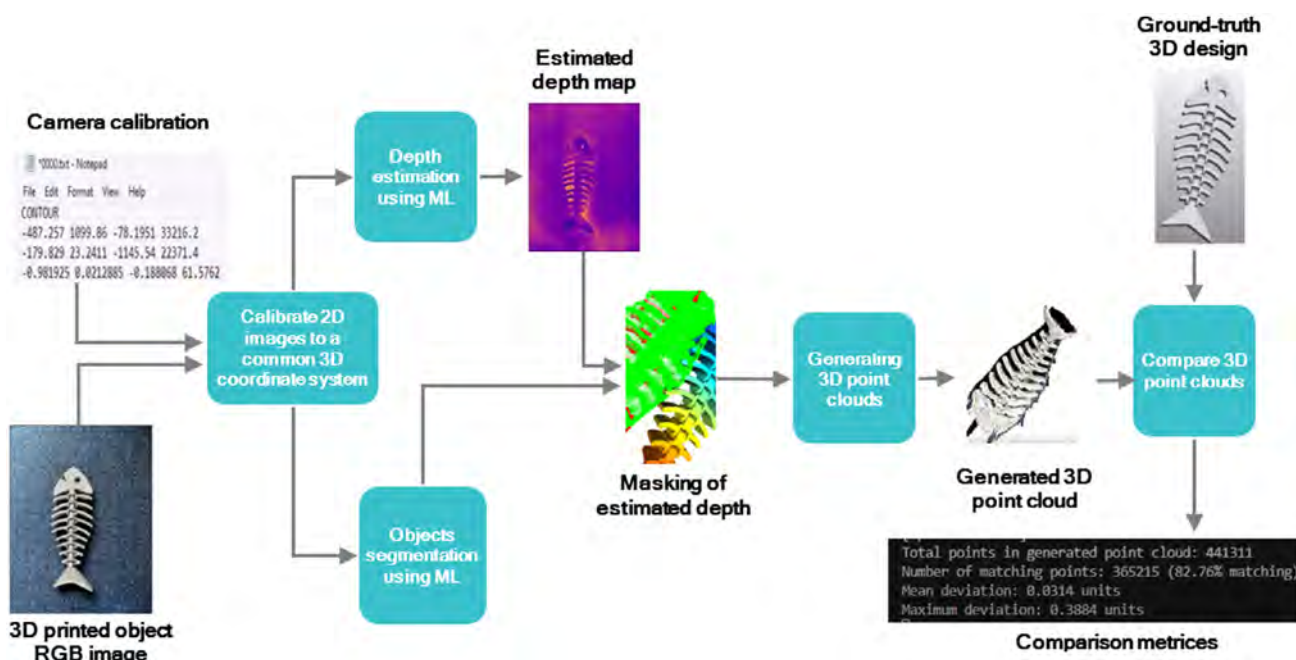 Ground-truth
3D design
Estimated
depth map
Camera calibration
*0000.txt - Notepad
File Edit Format View Help
CONTOUR
-487.257 1099.86 -78.1951 33216.2
-179.829 23.2411 -1145.54 22371.4
-0.981925 0.0212885 -0.188068 61.5762
Depth
estimation
using ML
Calibrate 2D
images to a
common 3D
coordinate system
Generating
3D point
clouds
Compare 3D
point clouds
Masking of
estimated depth
Generated 3D
point cloud
Objects
segmentation
using ML
Total points in generated point cloud: 441311
Number of matching points: 365215 (82.76% matching)
Mean deviation: 0.0314 units
Maximum deviation: 0.3884 units
Comparison metrices
3D printed object
RGB image